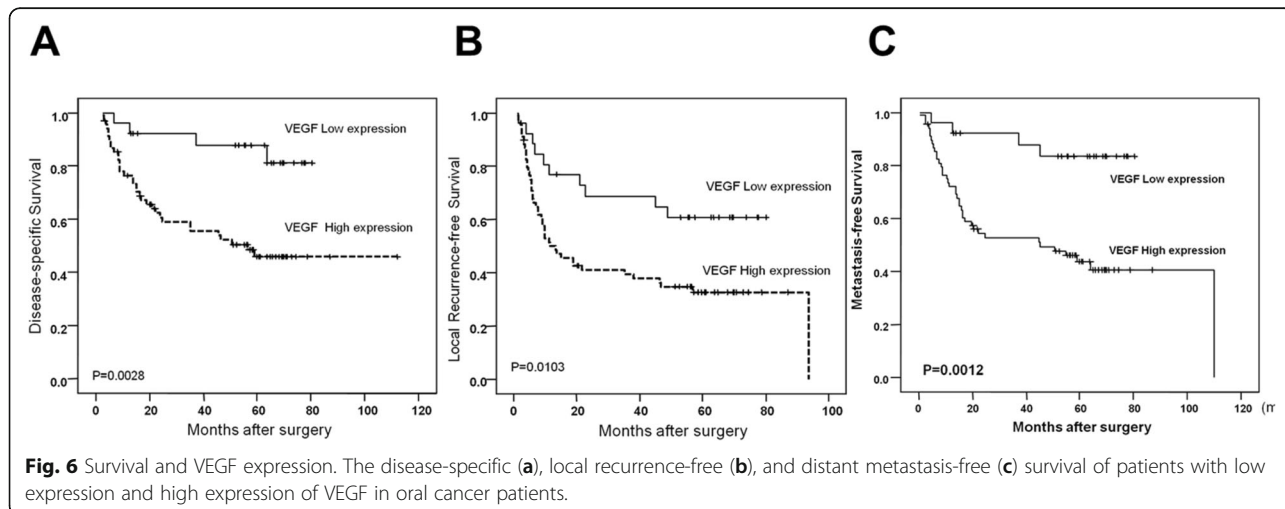 A
B
C
Disease-specific Survival
1.0
0.8
0.6
0.4
0.2
0.0
VEGF Low expression
VEGF High expression
P=0.0028
0 20 40 60 80 100 120
Months after surgery
Local Recurrence-free Survival
1.0
0.8
0.6
0.4
0.2
0.0
VEGF Low expression
VEGF High expression
P=0.0103
0 20 40 60 80 100
Months after surgery
Metastasis-free Survival
1.0
0.8
0.6
0.4
0.2
0.0
VEGF Low expression
VEGF High expression
P=0.0012
0 20 40 60 80 100 120 (m
Months after surgery
Fig. 6 Survival and VEGF expression. The disease-specific (a), local recurrence-free (b), and distant metastasis-free (c) survival of patients with low
expression and high expression of VEGF in oral cancer patients.